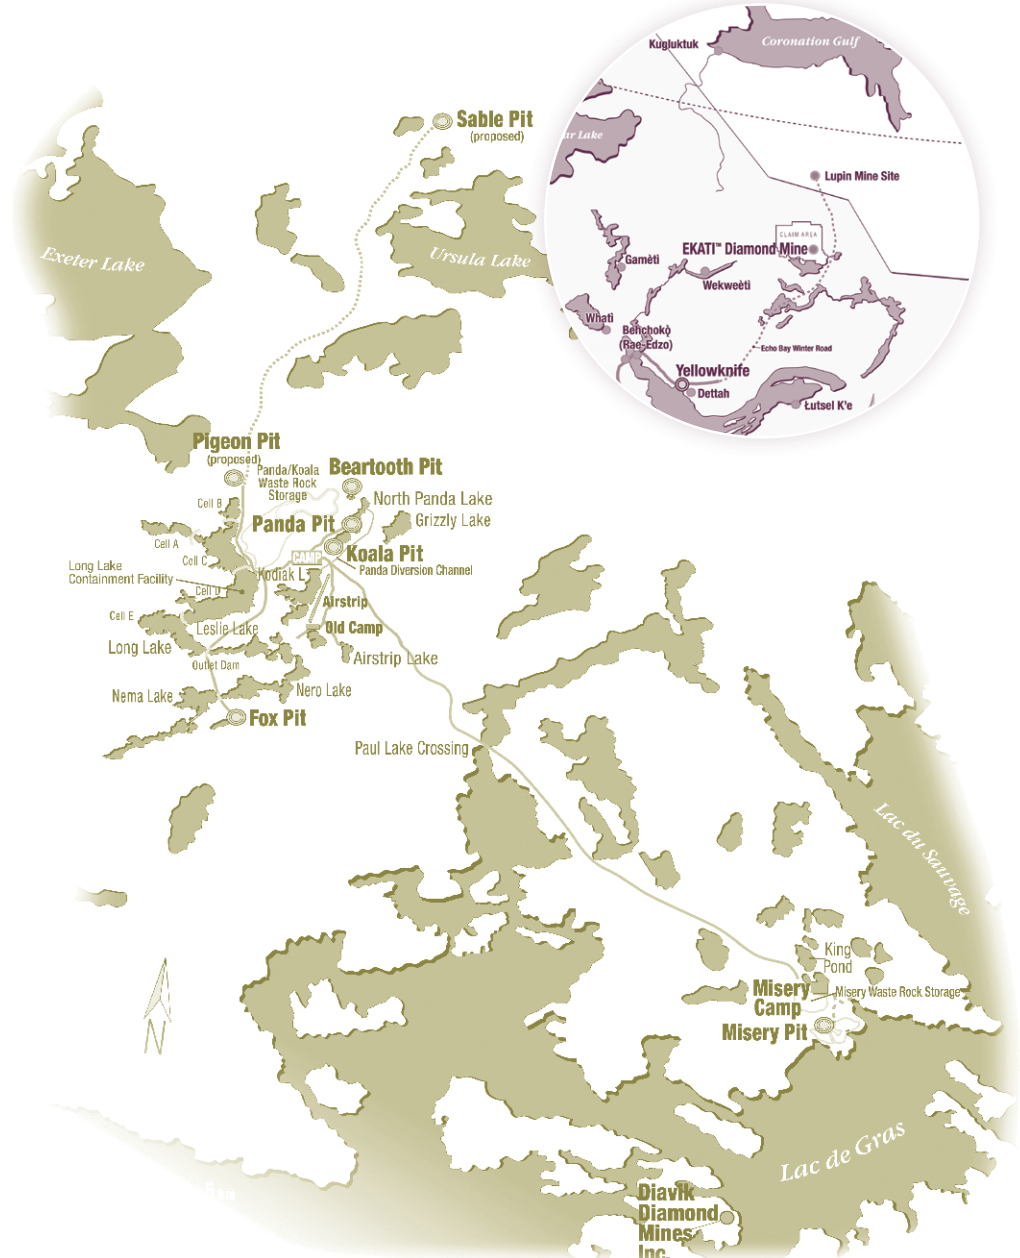 Kugluktuk
Coronation Gulf
ar Lake
Lupin Mine Site
CLAIM AREA
EKATI™ Diamond Mine
Gamèti
Wekweèti
Whatì
Behchokǫ̀
(Rae-Edzo)
Echo Bay Winter Road
Yellowknife
Dettah
Łutsel K'e
Sable Pit
(proposed)
Exeter Lake
Ursula Lake
Pigeon Pit
(proposed)
Panda/Koala
Waste Rock
Storage
Beartooth Pit
North Panda Lake
Cell B
Grizzly Lake
Panda Pit
Cell A
Koala Pit
CAMP
Cell C
Panda Diversion Channel
Long Lake
Containment Facility
Kodiak L
Cell D
Airstrip
Cell E
Leslie Lake
Old Camp
Long Lake
Outlet Dam
Airstrip Lake
Nema Lake
Nero Lake
Fox Pit
Paul Lake Crossing
Lac du Sauvage
King
Pond
Misery
Camp
Misery Waste Rock Storage
Misery Pit
N
Lac de Gras
km
Diavik
Diamond
Mines
Inc.